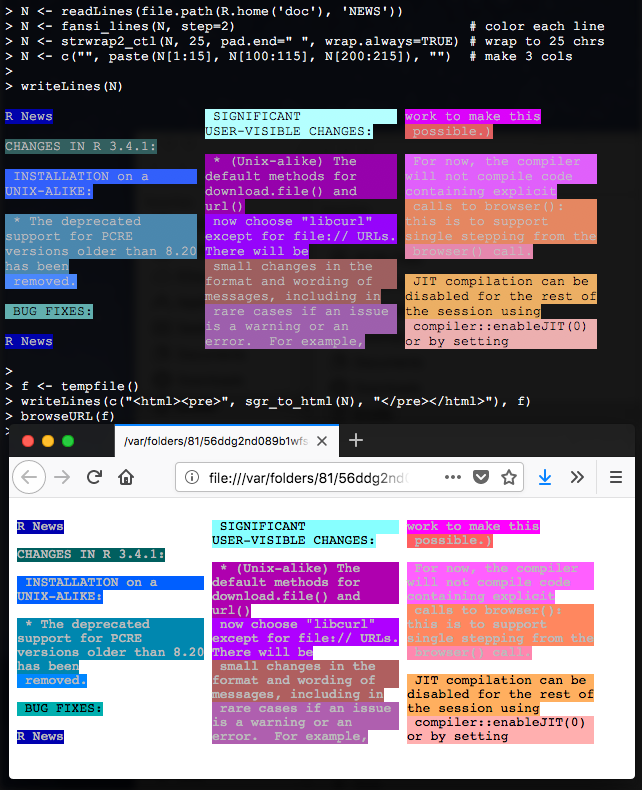 > N <- readLines(file.path(R.home('doc'), 'NEWS'))
> N <- fansi_lines(N, step=2) # color each line
> N <- strwrap2_ctl(N, 25, pad.end=" ", wrap.always=TRUE) # wrap to 25 chrs
> N <- c("", paste(N[1:15], N[100:115], N[200:215]), "") # make 3 cols
>
> writeLines(N)
R News
CHANGES IN R 3.4.1:
INSTALLATION on a
UNIX-ALIKE:
* The deprecated
support for PCRE
versions older than 8.20
has been
removed.
BUG FIXES:
R News
SIGNIFICANT
USER-VISIBLE CHANGES:
* (Unix-alike) The
default methods for
download.file() and
url()
now choose "libcurl"
except for file:// URLs.
There will be
small changes in the
format and wording of
messages, including in
rare cases if an issue
is a warning or an
error.  For example,
work to make this
possible.)
For now, the compiler
will not compile code
containing explicit
calls to browser():
this is to support
single stepping from the
browser() call.
JIT compilation can be
disabled for the rest of
the session using
compiler::enableJIT(0)
or by setting
>
> f <- tempfile()
> writeLines(c("<html><pre>", sgr_to_html(N), "</pre></html>"), f)
> browseURL(f)
>
/var/folders/81/56ddg2nd089b1wfs
file:///var/folders/81/56ddg2nd0
R News
CHANGES IN R 3.4.1:
INSTALLATION on a
UNIX-ALIKE:
* The deprecated
support for PCRE
versions older than 8.20
has been
removed.
BUG FIXES:
R News
SIGNIFICANT
USER-VISIBLE CHANGES:
* (Unix-alike) The
default methods for
download.file() and
url()
now choose "libcurl"
except for file:// URLs.
There will be
small changes in the
format and wording of
messages, including in
rare cases if an issue
is a warning or an
error.  For example,
work to make this
possible.)
For now, the compiler
will not compile code
containing explicit
calls to browser():
this is to support
single stepping from the
browser() call.
JIT compilation can be
disabled for the rest of
the session using
compiler::enableJIT(0)
or by setting